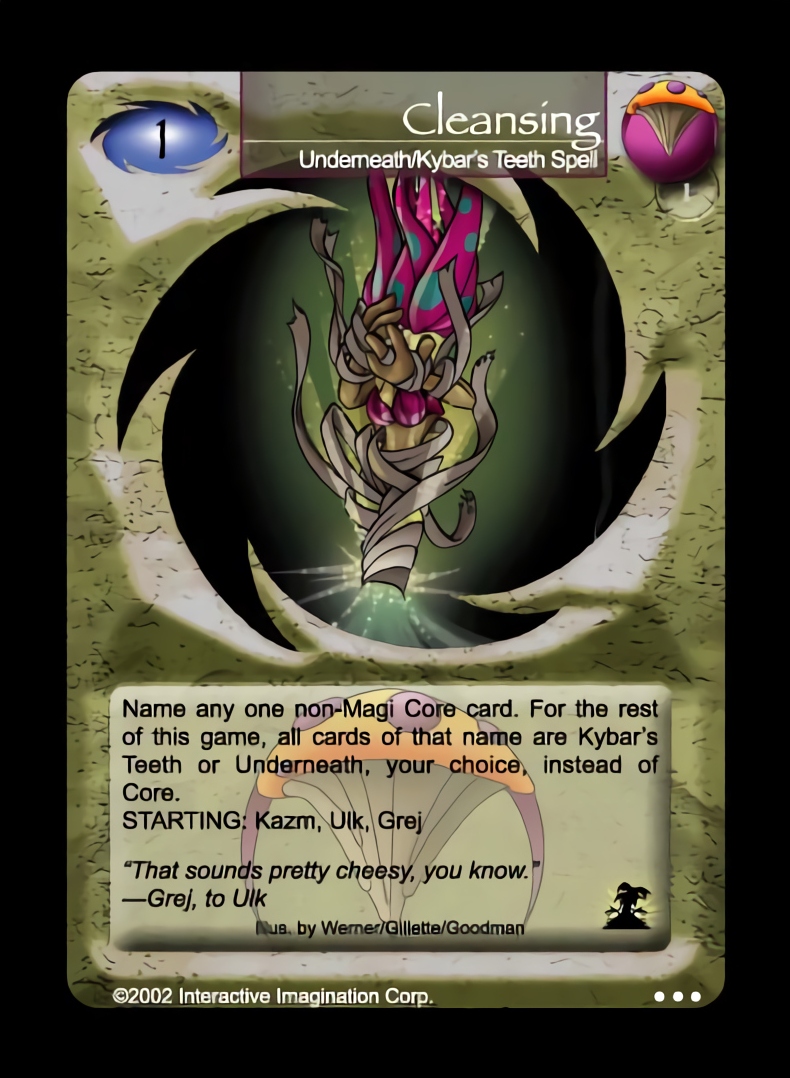 1
Cleansing
Underneath/Kybar's Teeth Spell
1
Name any one non-Magi Core card. For the rest
of this game, all cards of that name are Kybar's
Teeth or Underneath, your choice, instead of
Core.
STARTING: Kazm, Ulk, Grej
"That sounds pretty cheesy, you know."
—Grej, to Ulk
Illus. by Werner/Gillette/Goodman
©2002 Interactive Imagination Corp.